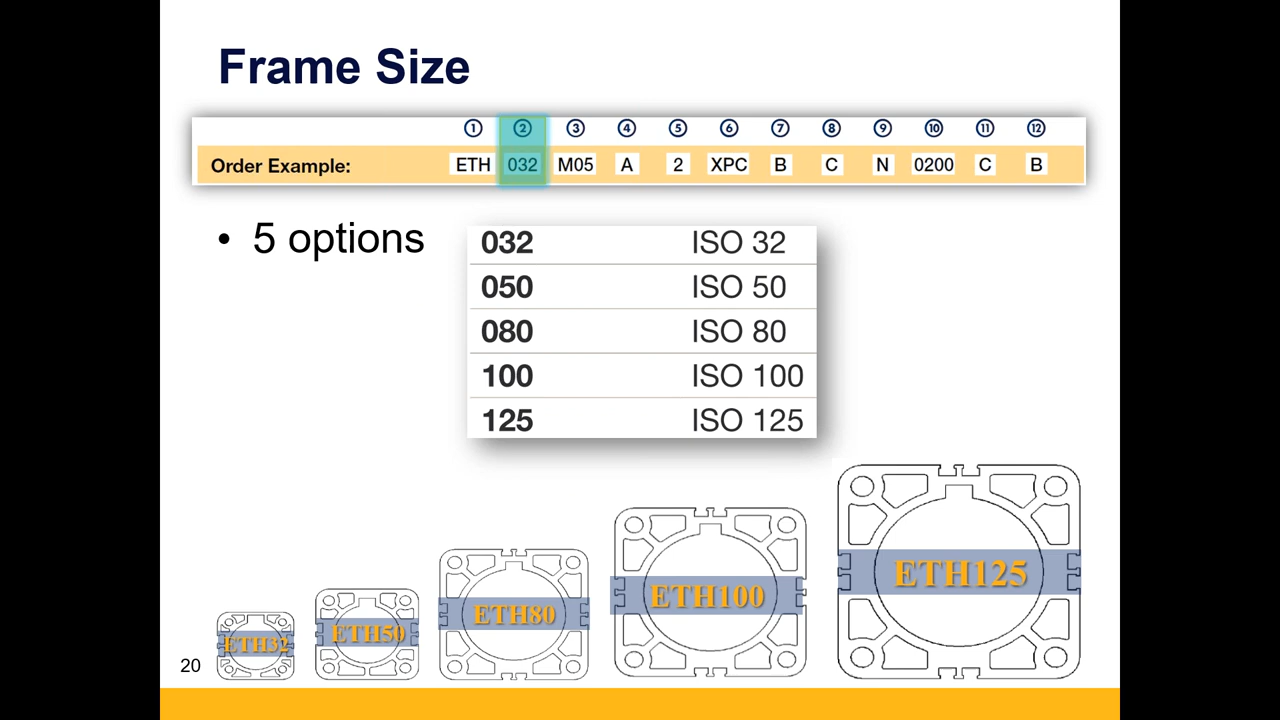 Frame Size
① ② ③ ④ ⑤ ⑥ ⑦ ⑧ ⑨ ⑩ ⑪ ⑫
Order Example: ETH 032 M05 A 2 XPC B C N 0200 C B
• 5 options
032 ISO 32
050 ISO 50
080 ISO 80
100 ISO 100
125 ISO 125
ETH32 ETH50 ETH80 ETH100 ETH125
20